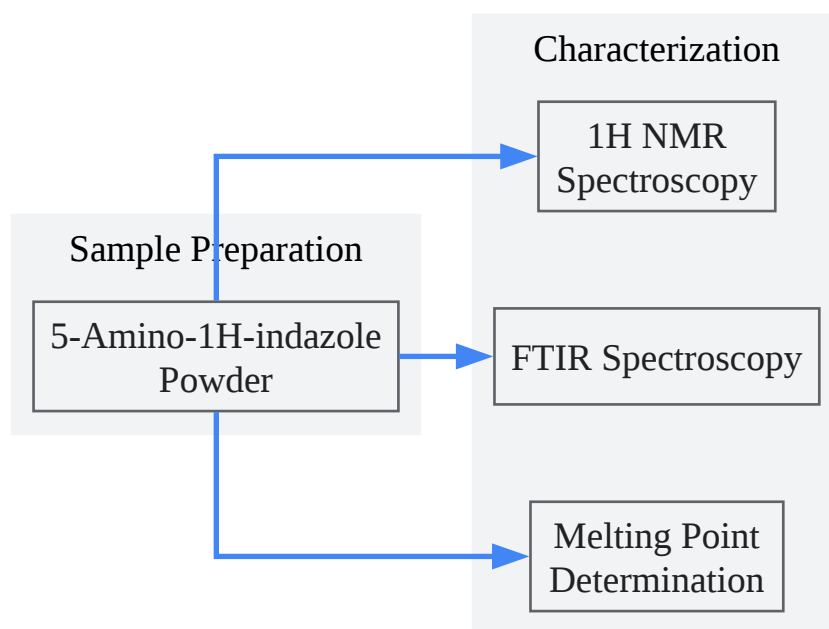 Characterization
1H NMR
Spectroscopy
Sample Preparation
5-Amino-1H-indazole
Powder
FTIR Spectroscopy
Melting Point
Determination